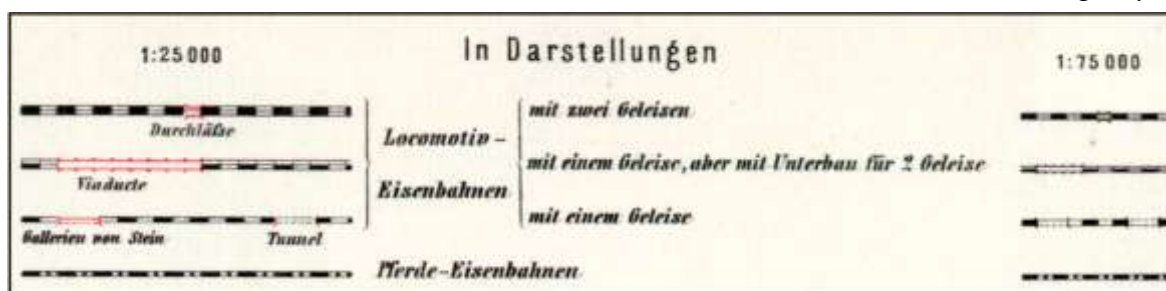 1:25000 In Darstellungen 1:75000
mit zwei Geleisen
Durchläße
Locomotiv-
mit einem Geleise, aber mit Unterbau für 2 Geleise
Viaducte
Eisenbahnen
mit einem Geleise
Gallerien von Stein Tunnel
Pferde-Eisenbahnen